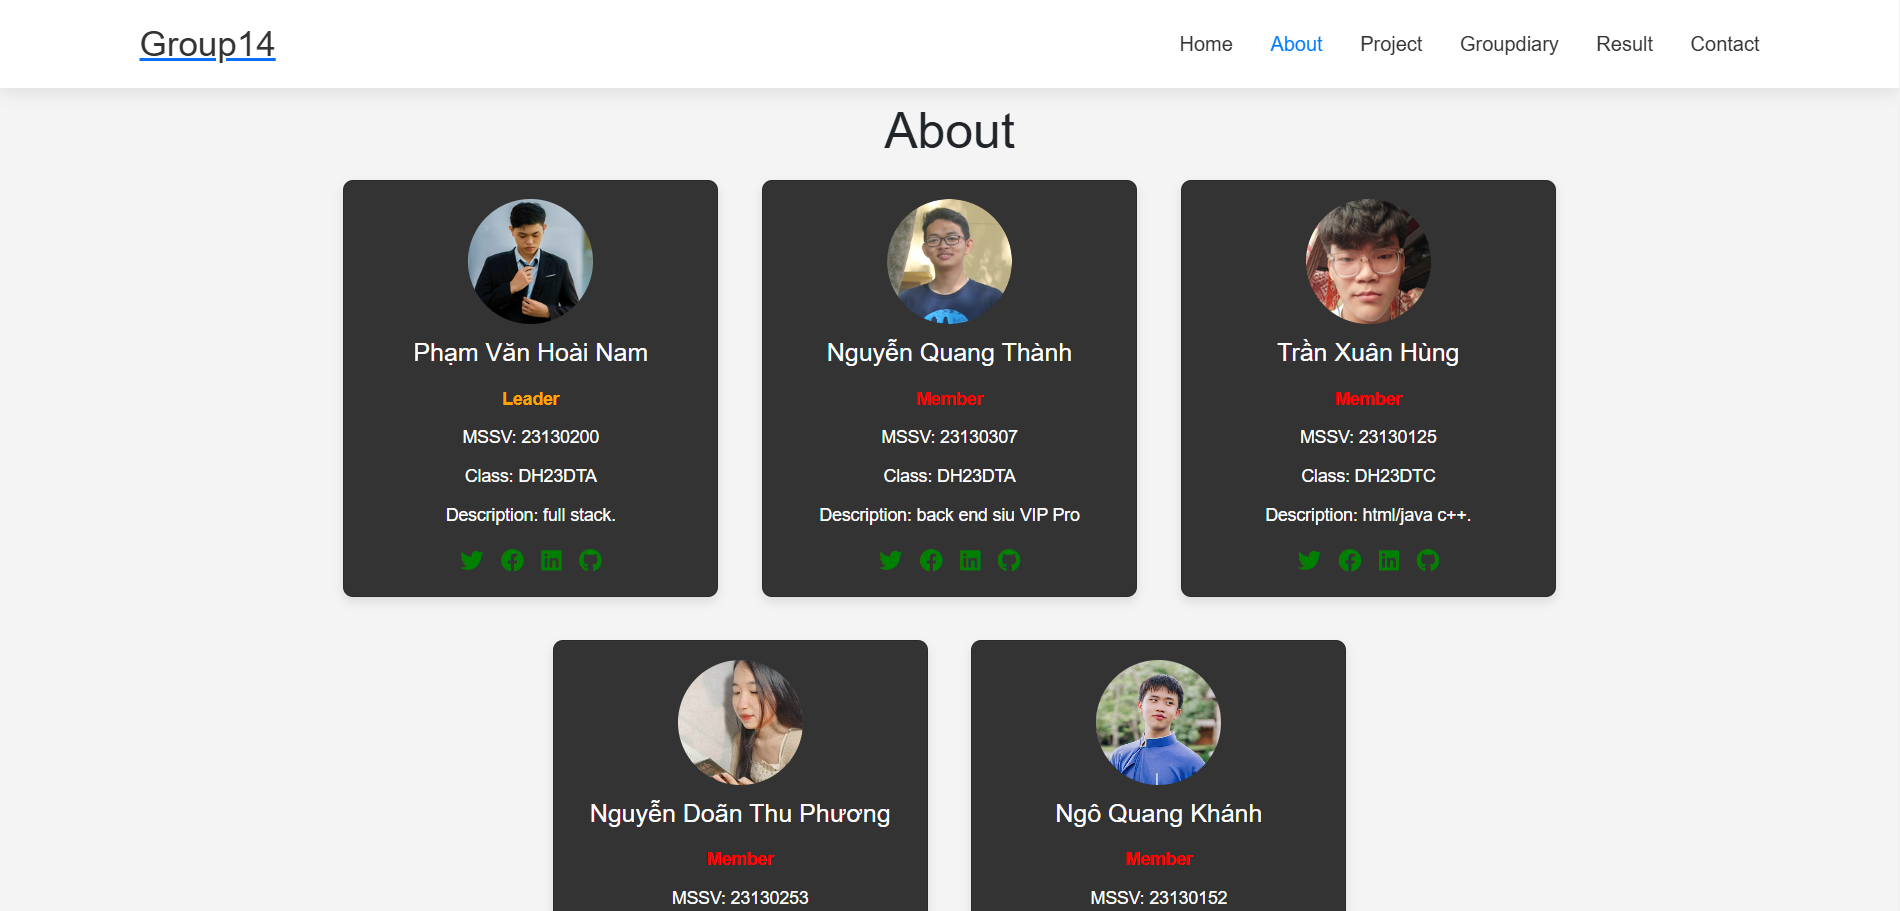 Group14
Home About Project Groupdiary Result Contact
About
Phạm Văn Hoài Nam
Leader
MSSV: 23130200
Class: DH23DTA
Description: full stack.
Nguyễn Quang Thành
Member
MSSV: 23130307
Class: DH23DTA
Description: back end siu VIP Pro
Trần Xuân Hùng
Member
MSSV: 23130125
Class: DH23DTC
Description: html/java c++.
Nguyễn Doãn Thu Phương
Member
MSSV: 23130253
Ngô Quang Khánh
Member
MSSV: 23130152